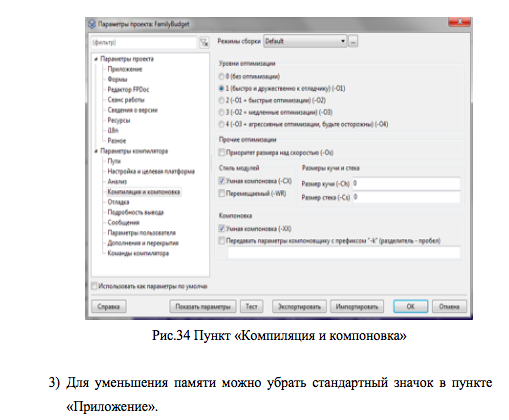 Параметры проекта: FamilyBudget
(фильтр)
Режимы сборки Default ...
Параметры проекта
Приложение
Формы
Редактор FPDoc
Сеанс работы
Сведения о версии
Ресурсы
i18n
Разное
Параметры компилятора
Пути
Настройка и целевая платформа
Анализ
Компиляция и компоновка
Отладка
Подробность вывода
Сообщения
Параметры пользователя
Дополнения и перекрытия
Команды компилятора
Уровни оптимизации
0 (без оптимизации)
1 (быстро и дружественно к отладчику) (-O1)
2 (-O1 + быстрые оптимизации) (-O2)
3 (-O2 + медленные оптимизации) (-O3)
4 (-O3 + агрессивные оптимизации, будьте осторожны) (-O4)
Прочие оптимизации
Приоритет размера над скоростью (-Os)
Стиль модулей
Умная компоновка (-CX)
Перемещаемый (-WR)
Размеры кучи и стека
Размер кучи (-Ch) 0
Размер стека (-Cs) 0
Компоновка
Умная компоновка (-XX)
Передавать параметры компоновщику с префиксом "-k" (разделитель - пробел)
Использовать как параметры по умолча
Справка Показать параметры Тест Экспортировать Импортировать OK Отмена
Рис.34 Пункт «Компиляция и компоновка»
3) Для уменьшения памяти можно убрать стандартный значок в пункте
«Приложение».